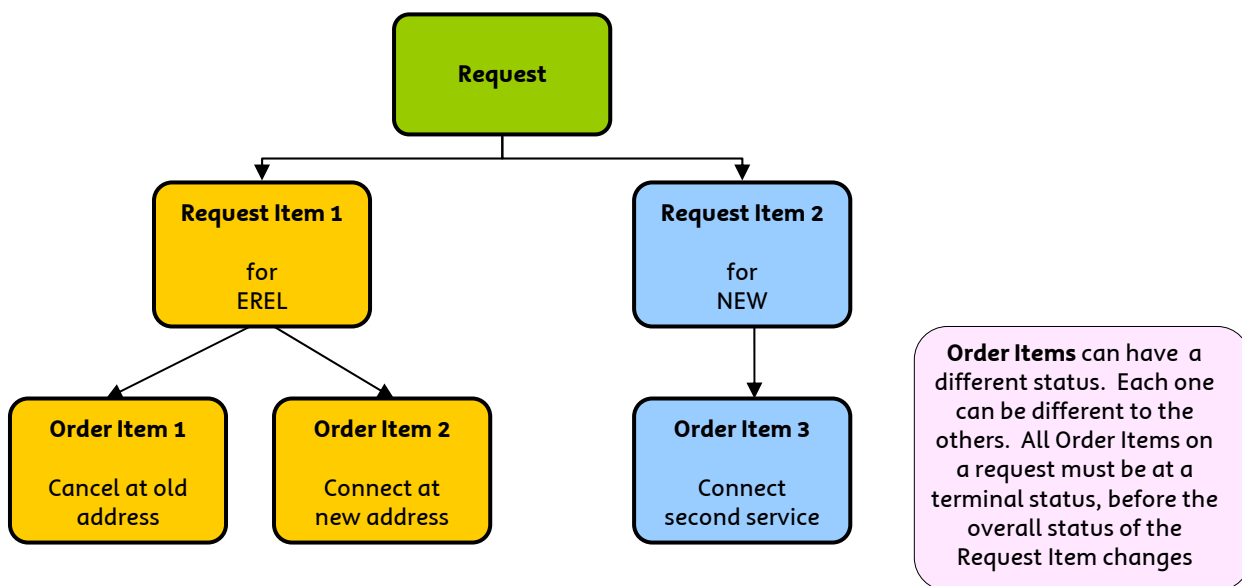 Request
Request Item 1
for
EREL
Request Item 2
for
NEW
Order Item 1
Cancel at old
address
Order Item 2
Connect at
new address
Order Item 3
Connect
second service
Order Items can have a
different status. Each one
can be different to the
others. All Order Items on
a request must be at a
terminal status, before the
overall status of the
Request Item changes